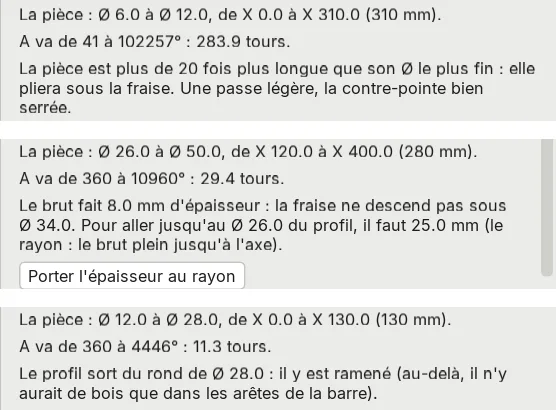 La pièce : Ø 6.0 à Ø 12.0, de X 0.0 à X 310.0 (310 mm).
A va de 41 à 102257° : 283.9 tours.
La pièce est plus de 20 fois plus longue que son Ø le plus fin : elle
pliera sous la fraise. Une passe légère, la contre-pointe bien
serrée.
La pièce : Ø 26.0 à Ø 50.0, de X 120.0 à X 400.0 (280 mm).
A va de 360 à 10960° : 29.4 tours.
Le brut fait 8.0 mm d'épaisseur : la fraise ne descend pas sous
Ø 34.0. Pour aller jusqu'au Ø 26.0 du profil, il faut 25.0 mm (le
rayon : le brut plein jusqu'à l'axe).
Porter l'épaisseur au rayon
La pièce : Ø 12.0 à Ø 28.0, de X 0.0 à X 130.0 (130 mm).
A va de 360 à 4446° : 11.3 tours.
Le profil sort du rond de Ø 28.0 : il y est ramené (au-delà, il n'y
aurait de bois que dans les arêtes de la barre).